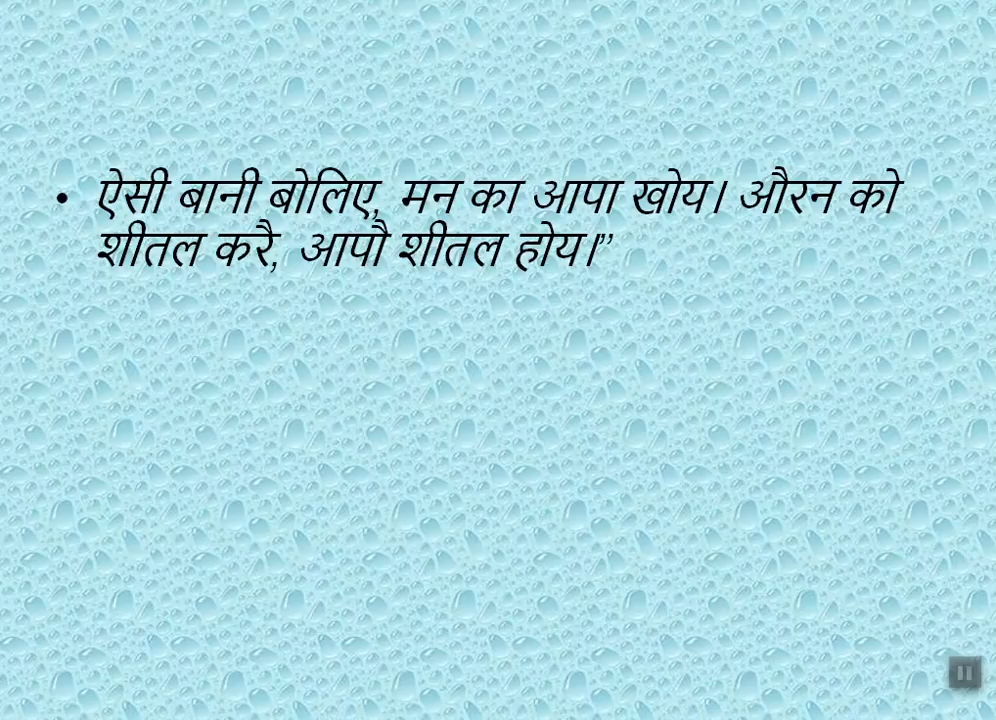 • ऐसी बानी बोलिए, मन का आपा खोय। औरन को
शीतल करै, आपौ शीतल होय।”